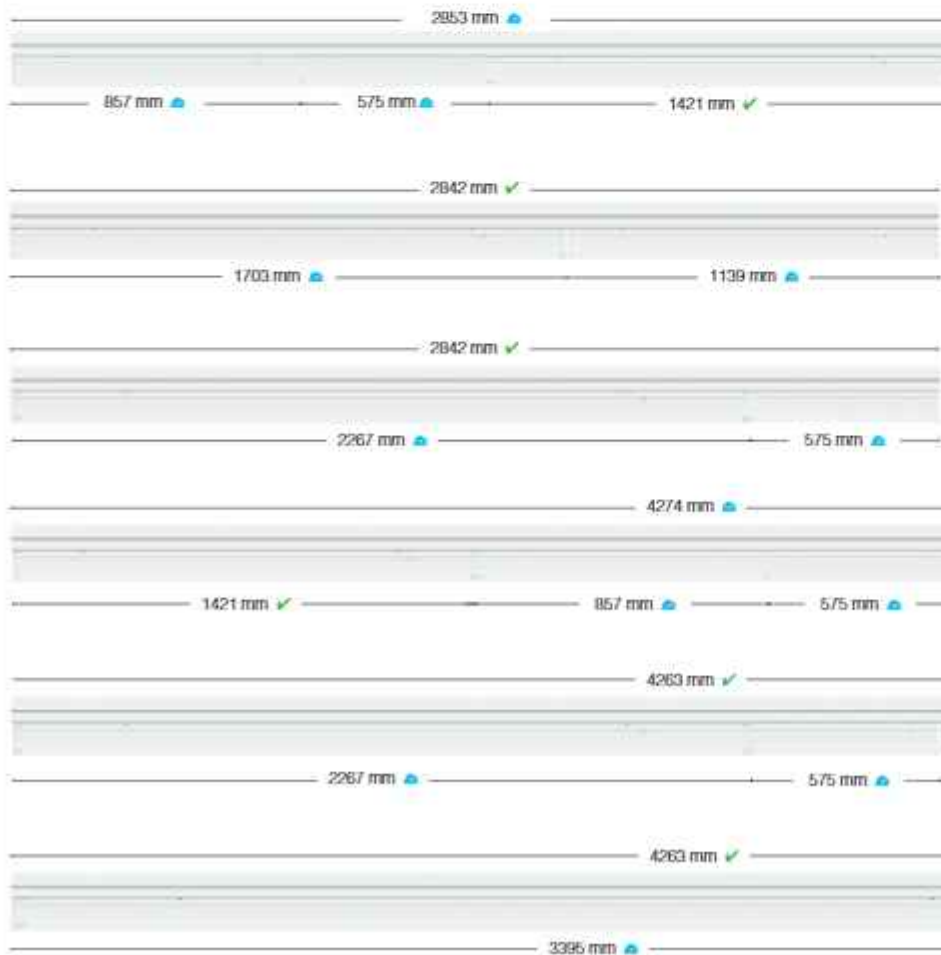 2853 mm
857 mm 575 mm 1421 mm ✓
2842 mm ✓
1703 mm 1139 mm
2842 mm ✓
2267 mm 575 mm
4274 mm
1421 mm ✓ 857 mm 575 mm
4263 mm ✓
2267 mm 575 mm
4263 mm ✓
3395 mm